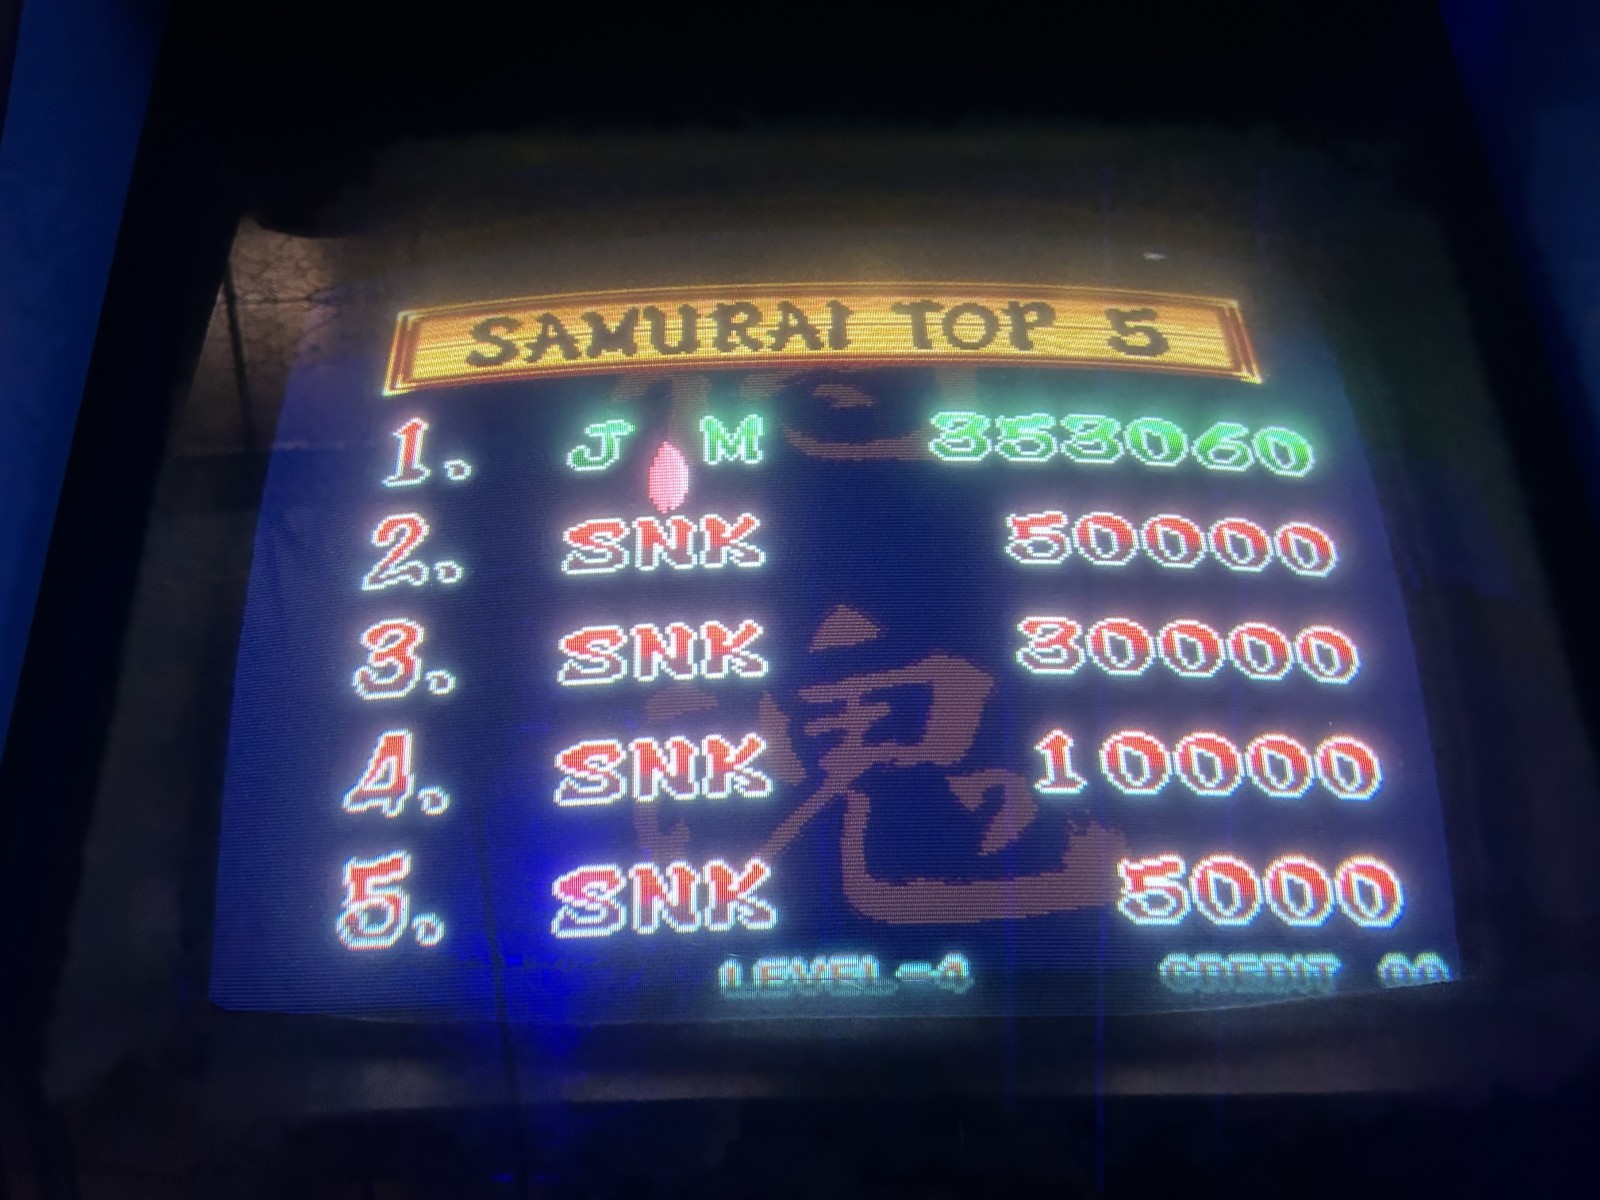 SAMURAI TOP 5
1. J M 353060
2. SNK 50000
3. SNK 30000
4. SNK 10000
5. SNK 5000
LEVEL-4 CREDIT 00